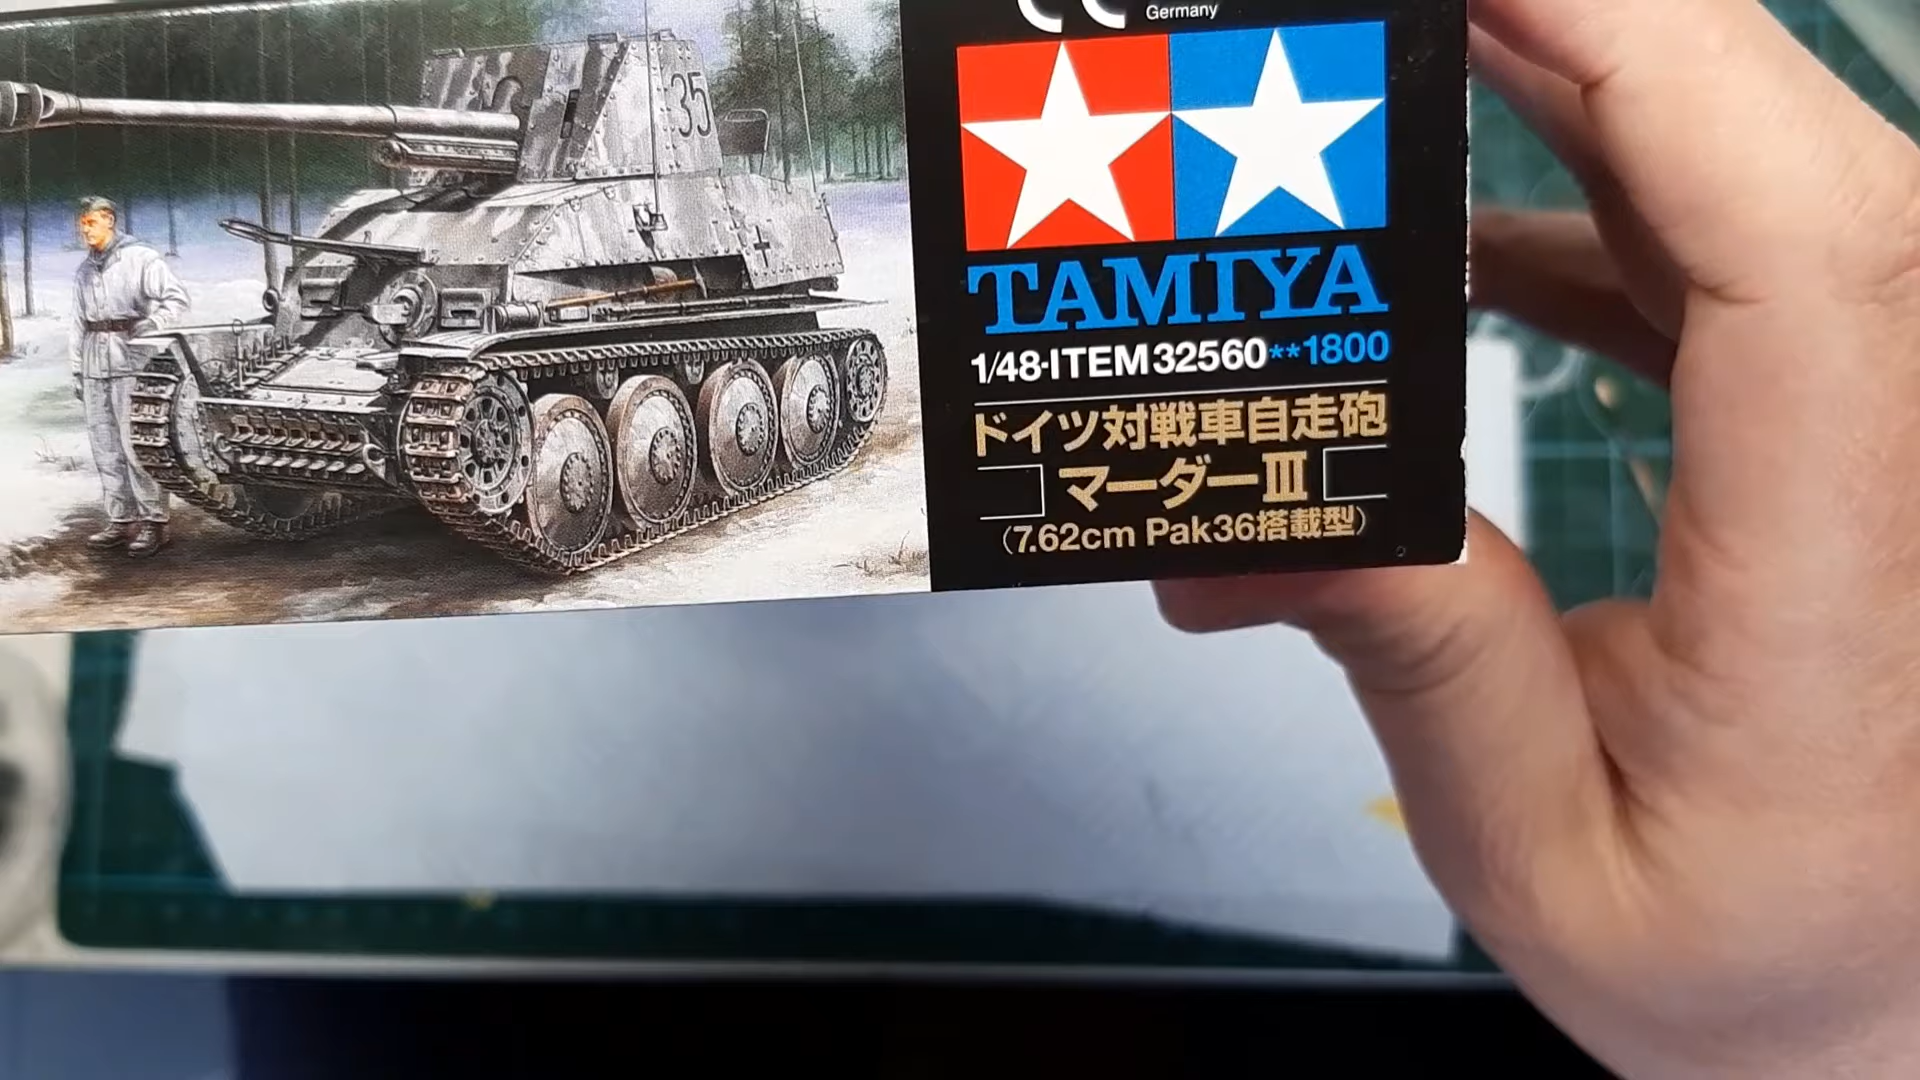 CE
Germany
35
TAMIYA
1/48·ITEM 32560**1800
ドイツ対戦車自走砲
マーダーIII
(7.62cm Pak36搭載型)